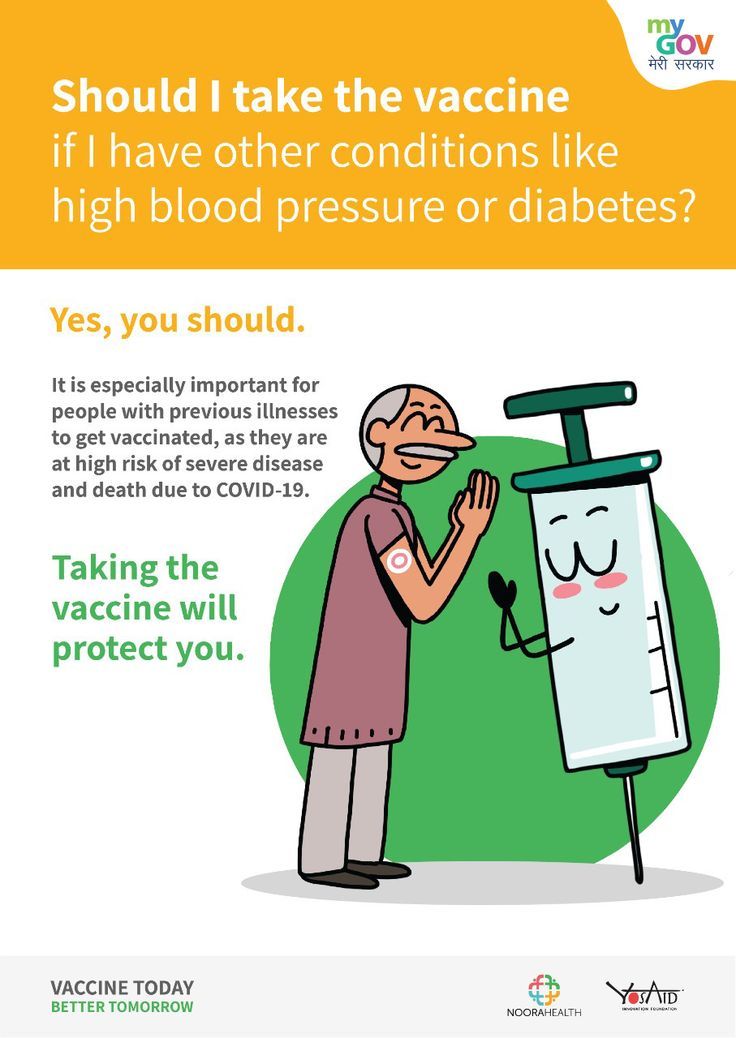 my
GOV
मेरी सरकार
Should I take the vaccine
if I have other conditions like
high blood pressure or diabetes?
Yes, you should.
It is especially important for
people with previous illnesses
to get vaccinated, as they are
at high risk of severe disease
and death due to COVID-19.
Taking the
vaccine will
protect you.
VACCINE TODAY
BETTER TOMORROW
NOORAHEALTH
YOSAID
INNOVATION FOUNDATION